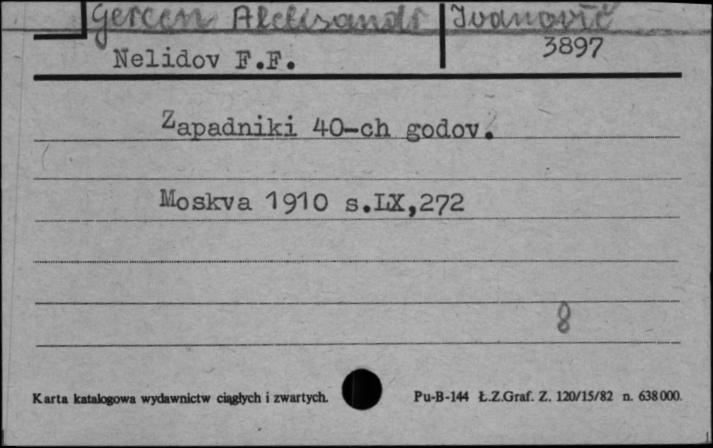 Gercen Aleksandr Ivanovič
Nelidov F.F.
3897
Zapadniki 40-ch godov.
Moskva 1910 s.IX,272
8
Karta katalogowa wydawnictw ciągłych i zwartych.
Pu-B-144 Ł.Z.Graf. Z. 120/15/82 n. 638000.